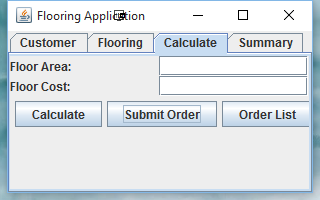 Flooring Application
Customer Flooring Calculate Summary
Floor Area:
Floor Cost:
Calculate Submit Order Order List